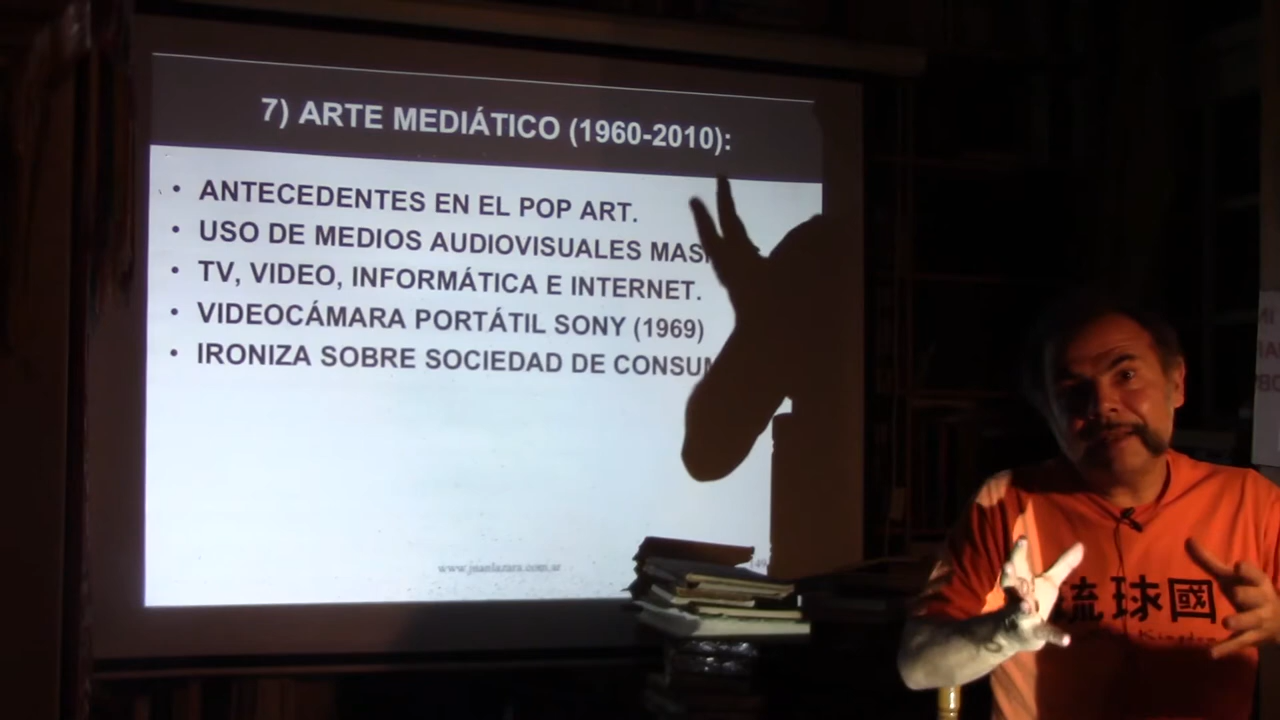 7) ARTE MEDIÁTICO (1960-2010):
• ANTECEDENTES EN EL POP ART.
• USO DE MEDIOS AUDIOVISUALES
• TV, VIDEO, INFORMÁTICA E INTERNET.
• VIDEOCÁMARA PORTÁTIL SONY (1969)
• IRONIZA SOBRE SOCIEDAD DE
www.juanlazara.com.ar
琉球國
Kingdom